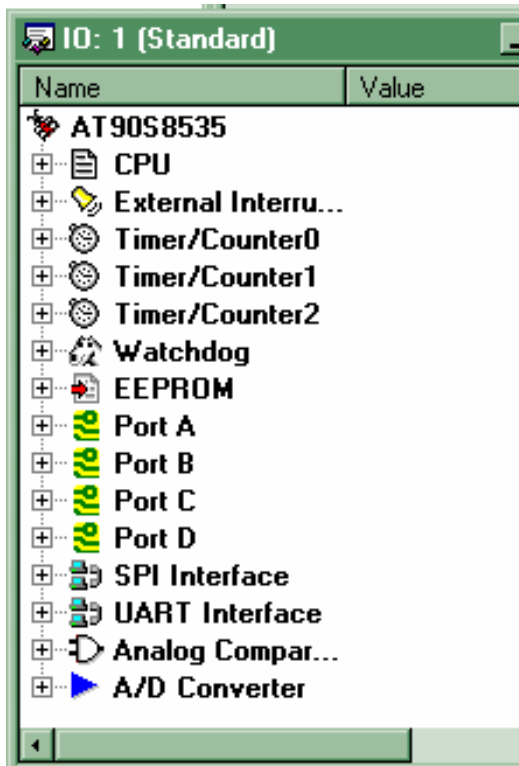 IO: 1 (Standard)
Name Value
AT90S8535
CPU
External Interru...
Timer/Counter0
Timer/Counter1
Timer/Counter2
Watchdog
EEPROM
Port A
Port B
Port C
Port D
SPI Interface
UART Interface
Analog Compar...
A/D Converter